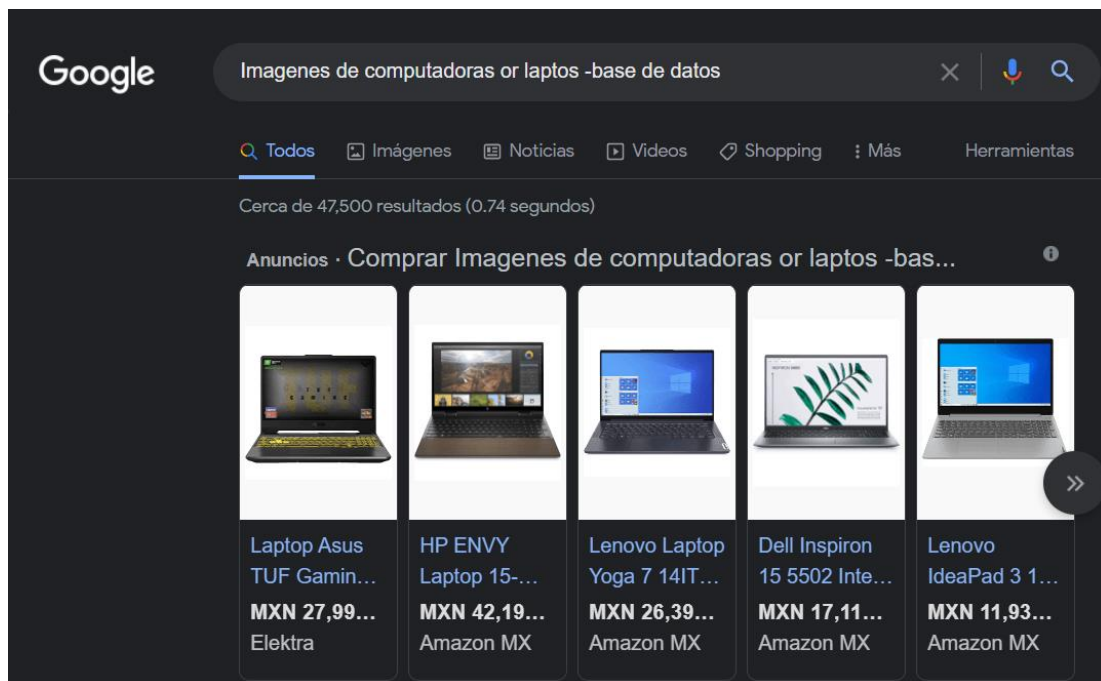 Google
Imagenes de computadoras or laptos -base de datos
Todos Imágenes Noticias Videos Shopping Más Herramientas
Cerca de 47,500 resultados (0.74 segundos)
Anuncios · Comprar Imagenes de computadoras or laptos -bas...
Laptop Asus
TUF Gamin...
MXN 27,99...
Elektra
HP ENVY
Laptop 15-...
MXN 42,19...
Amazon MX
Lenovo Laptop
Yoga 7 14IT...
MXN 26,39...
Amazon MX
Dell Inspiron
15 5502 Inte...
MXN 17,11...
Amazon MX
Lenovo
IdeaPad 3 1...
MXN 11,93...
Amazon MX